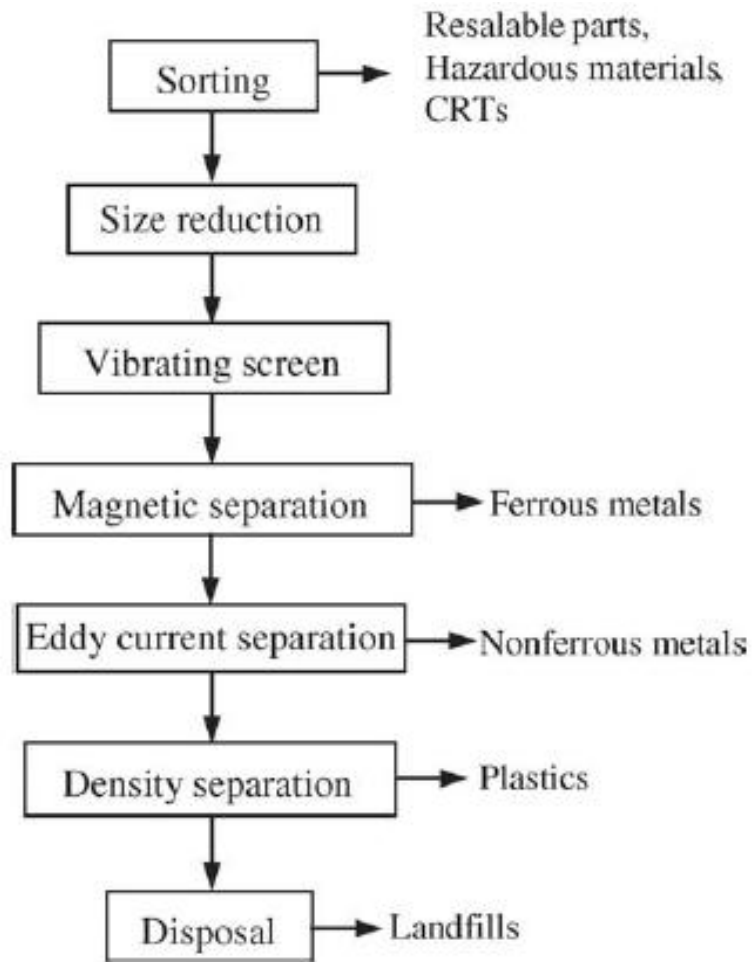 Sorting
Resalable parts,
Hazardous materials,
CRTs
Size reduction
Vibrating screen
Magnetic separation
Ferrous metals
Eddy current separation
Nonferrous metals
Density separation
Plastics
Disposal
Landfills